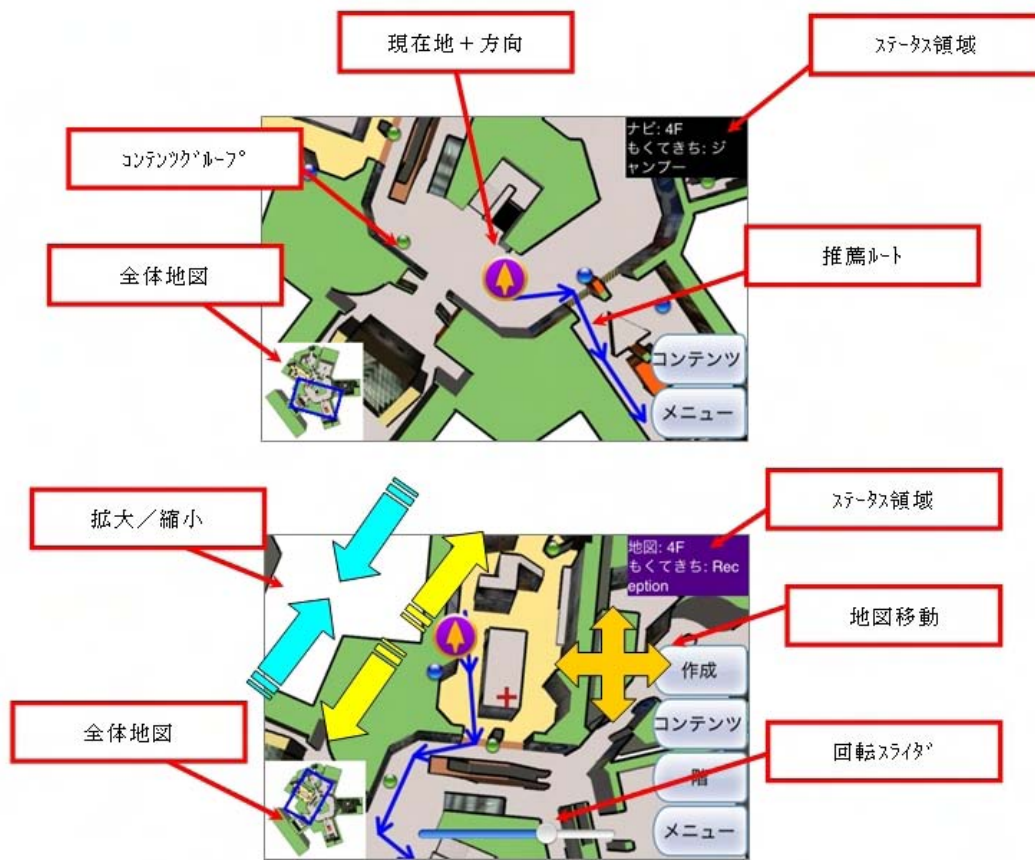 現在地＋方向
ｽﾃｰﾀｽ領域
ナビ: 4F
もくてきち: ジ
ャンプー
ｺﾝﾃﾝﾂｸﾞﾙｰﾌﾟ
推薦ﾙｰﾄ
全体地図
コンテンツ
メニュー
拡大／縮小
ｽﾃｰﾀｽ領域
地図: 4F
もくてきち: Rec
eption
地図移動
作成
コンテンツ
全体地図
回転ｽﾗｲﾀﾞ
階
メニュー